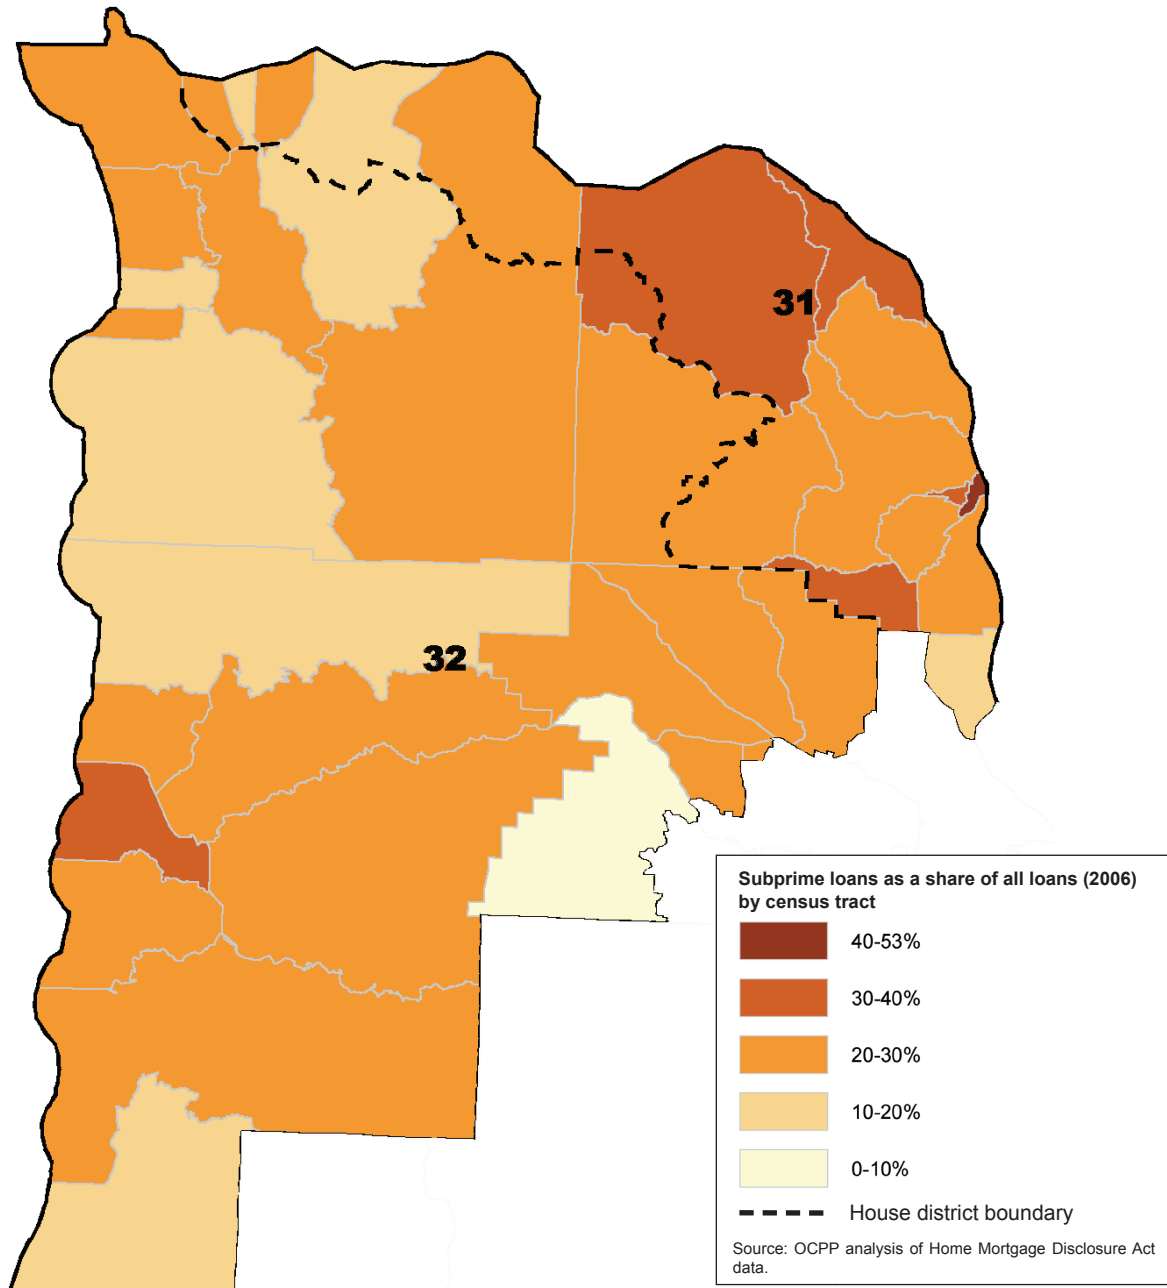 31
32
Subprime loans as a share of all loans (2006)
by census tract
40-53%
30-40%
20-30%
10-20%
0-10%
House district boundary
Source: OCPP analysis of Home Mortgage Disclosure Act
data.